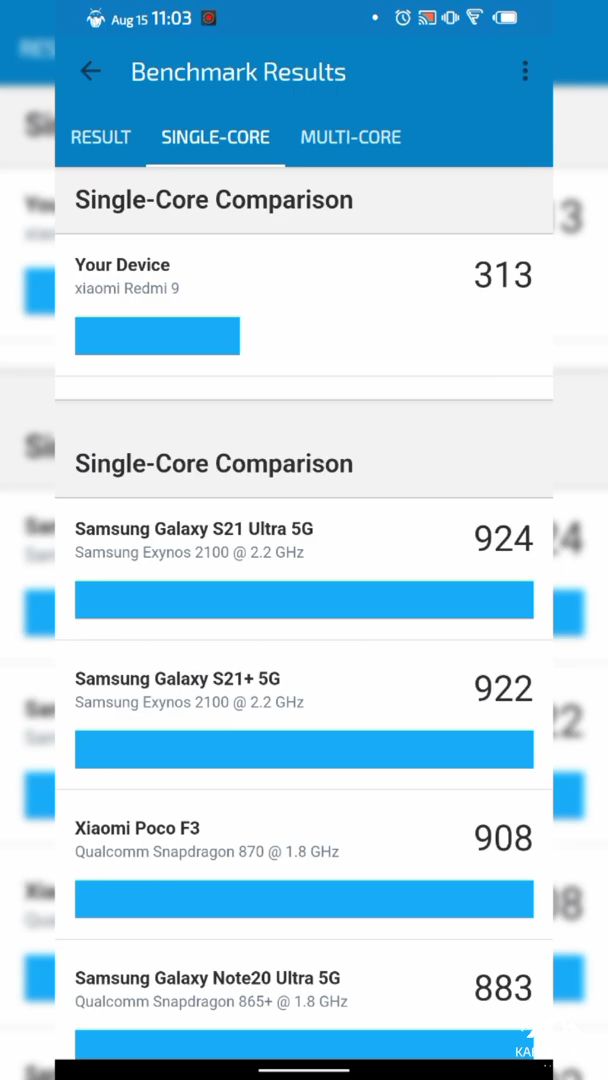 Aug 15 11:03
Benchmark Results
RESULT SINGLE-CORE MULTI-CORE
Single-Core Comparison
Your Device
313
xiaomi Redmi 9
Single-Core Comparison
Samsung Galaxy S21 Ultra 5G
924
Samsung Exynos 2100 @ 2.2 GHz
Samsung Galaxy S21+ 5G
922
Samsung Exynos 2100 @ 2.2 GHz
Xiaomi Poco F3
908
Qualcomm Snapdragon 870 @ 1.8 GHz
Samsung Galaxy Note20 Ultra 5G
883
Qualcomm Snapdragon 865+ @ 1.8 GHz